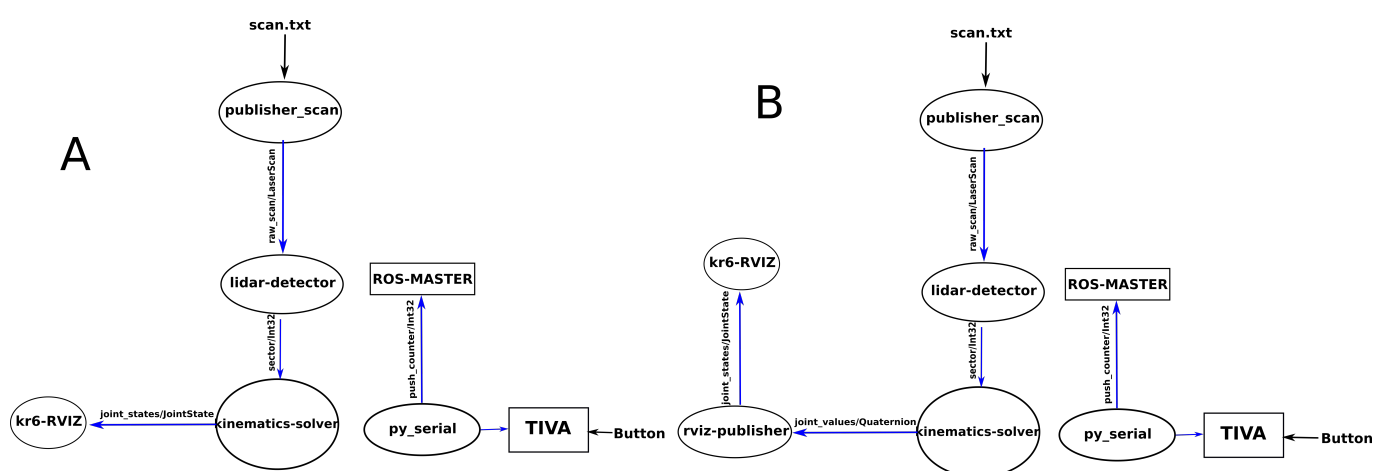 scan.txt
publisher_scan
A
raw_scan/LaserScan
lidar-detector
ROS-MASTER
sector/Int32
push_counter/Int32
kr6-RVIZ
joint_states/JointState
kinematics-solver
py_serial
TIVA
Button
scan.txt
B
publisher_scan
raw_scan/LaserScan
kr6-RVIZ
lidar-detector
ROS-MASTER
joint_states/JointState
sector/Int32
push_counter/Int32
rviz-publisher
joint_values/Quaternion
kinematics-solver
py_serial
TIVA
Button